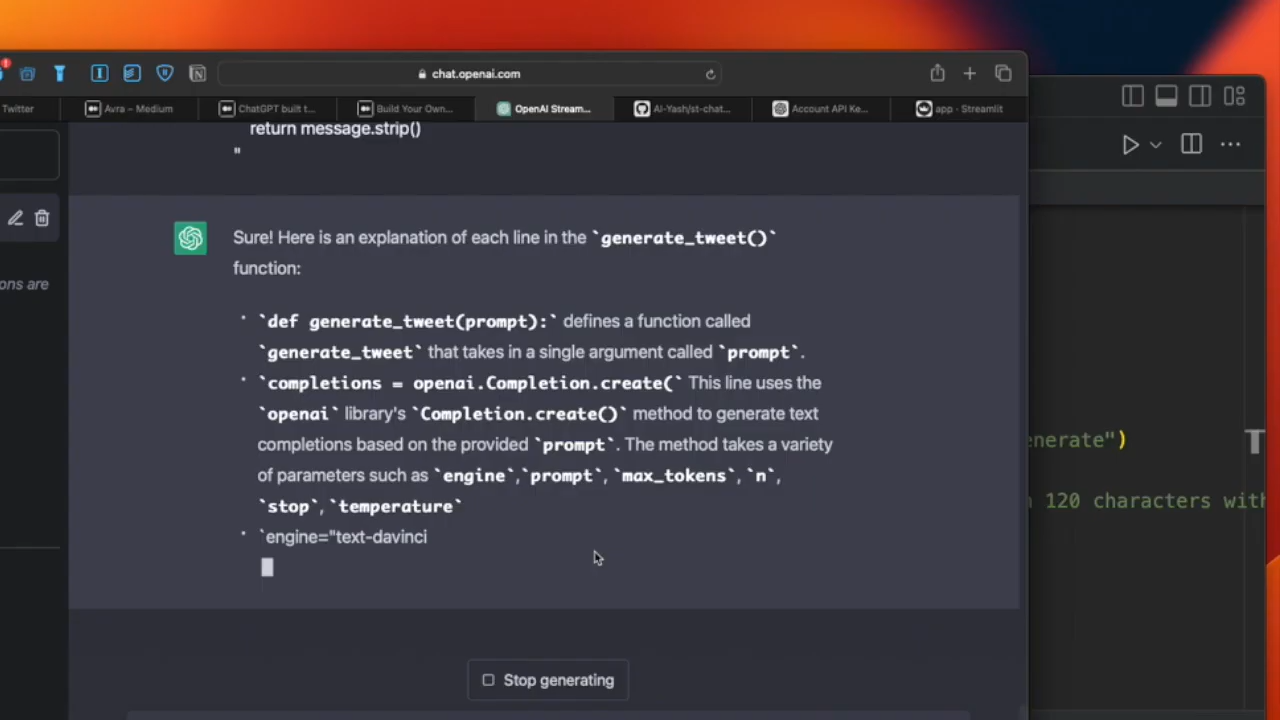 1
chat.openai.com
Twitter
Avra – Medium
ChatGPT built t...
Build Your Own...
OpenAI Stream...
AI-Yash/st-chat...
Account API Ke...
app · Streamlit
return message.strip()
"
Sure! Here is an explanation of each line in the `generate_tweet()`
function:
ons are
• `def generate_tweet(prompt):` defines a function called
`generate_tweet` that takes in a single argument called `prompt`.
• `completions = openai.Completion.create(` This line uses the
`openai` library's `Completion.create()` method to generate text
completions based on the provided `prompt`. The method takes a variety
of parameters such as `engine`,`prompt`, `max_tokens`, `n`,
`stop`,`temperature`
• `engine="text-davinci
enerate")
120 characters with
Stop generating